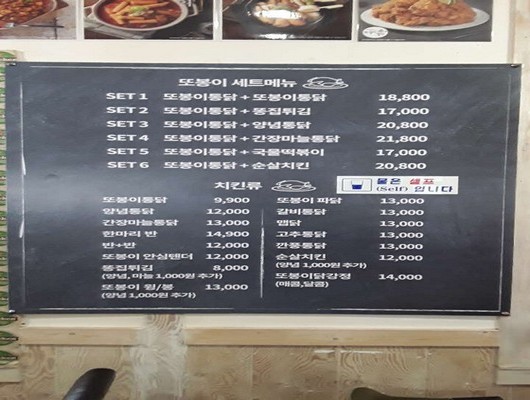 또봉이 세트메뉴
SET 1 또봉이통닭 + 또봉이통닭 18,800
SET 2 또봉이통닭 + 똥집튀김 17,000
SET 3 또봉이통닭 + 양념통닭 20,800
SET 4 또봉이통닭 + 간장마늘통닭 21,800
SET 5 또봉이통닭 + 국물떡볶이 17,000
SET 6 또봉이통닭 + 순살치킨 20,800
치킨류
물은 셀프
(Self) 입니다
또봉이통닭 9,900
양념통닭 12,000
간장마늘통닭 13,000
한마리 반 14,900
반+반 12,000
또봉이 안심텐더 12,000
똥집튀김 8,000
(양념, 마늘 1,000원 추가)
또봉이 윙/봉 13,000
(양념 1,000원 추가)
또봉이 파닭 13,000
갈비통닭 13,000
맵닭 13,000
고추통닭 13,000
깐풍통닭 13,000
순살치킨 12,000
(양념 1,000원 추가)
또봉이닭강정 14,000
(매콤,달콤)